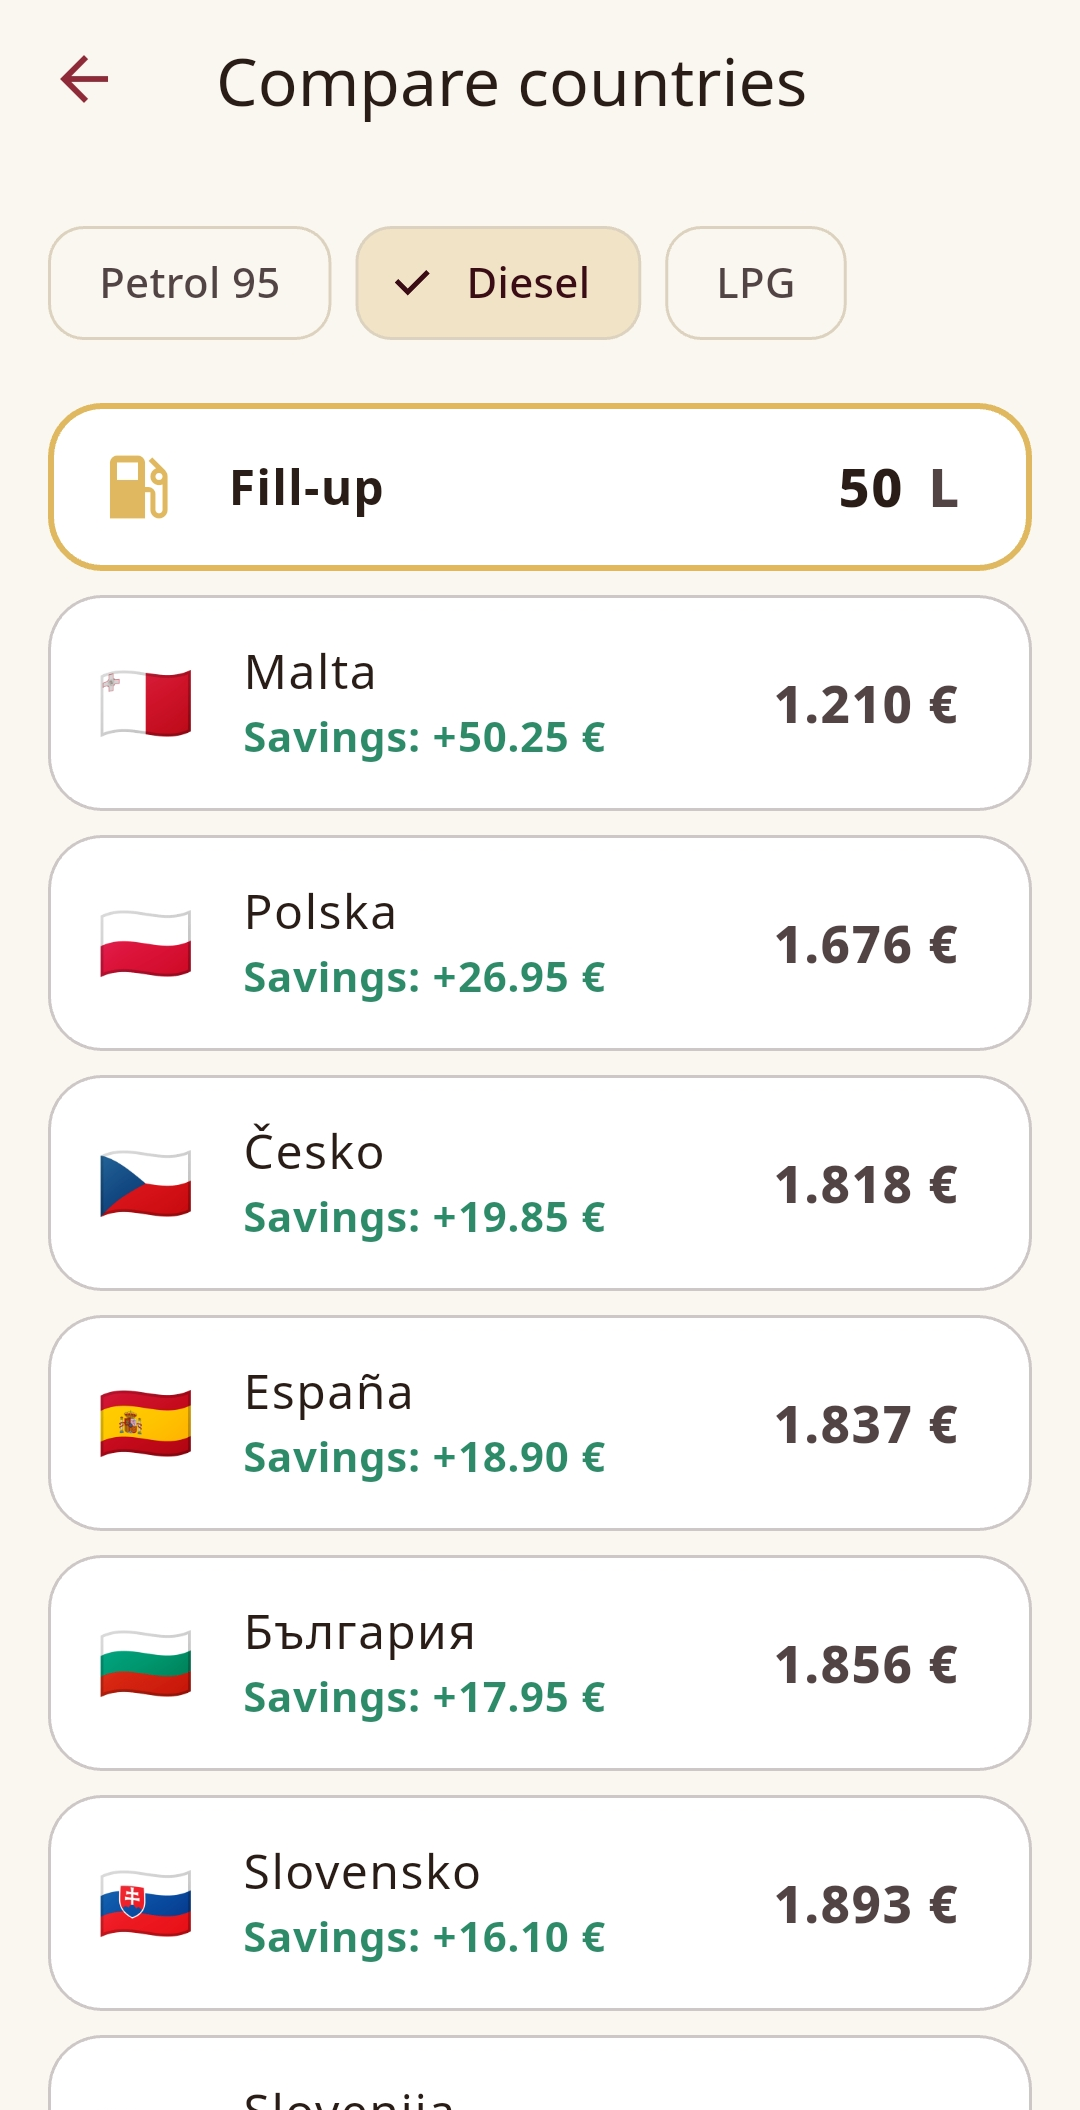 Compare countries
Petrol 95
Diesel
LPG
Fill-up
50 L
Malta
Savings: +50.25 €
1.210 €
Polska
Savings: +26.95 €
1.676 €
Česko
Savings: +19.85 €
1.818 €
España
Savings: +18.90 €
1.837 €
България
Savings: +17.95 €
1.856 €
Slovensko
Savings: +16.10 €
1.893 €
Slovenija